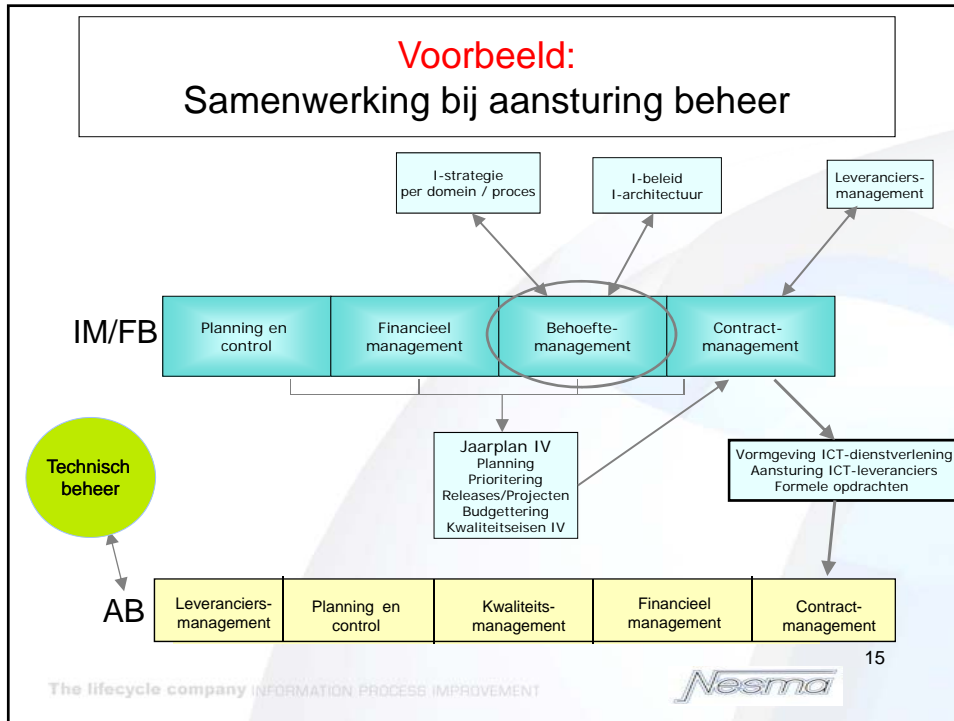 Voorbeeld:
Samenwerking bij aansturing beheer
I-strategie
per domein / proces
I-beleid
I-architectuur
Leveranciers-
management
IM/FB
Planning en
control
Financieel
management
Behoefte-
management
Contract-
management
Technisch
beheer
Jaarplan IV
Planning
Prioritering
Releases/Projecten
Budgettering
Kwaliteitseisen IV
Vormgeving ICT-dienstverlening
Aansturing ICT-leveranciers
Formele opdrachten
AB
Leveranciers-
management
Planning en
control
Kwaliteits-
management
Financieel
management
Contract-
management
15
The lifecycle company INFORMATION PROCESS IMPROVEMENT
Nesma